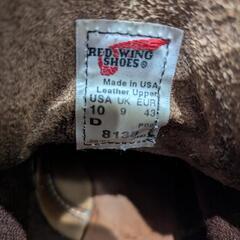 RED WING
SHOES®
Made in USA
Leather Upper
USA UK EUR
10 9 43
D